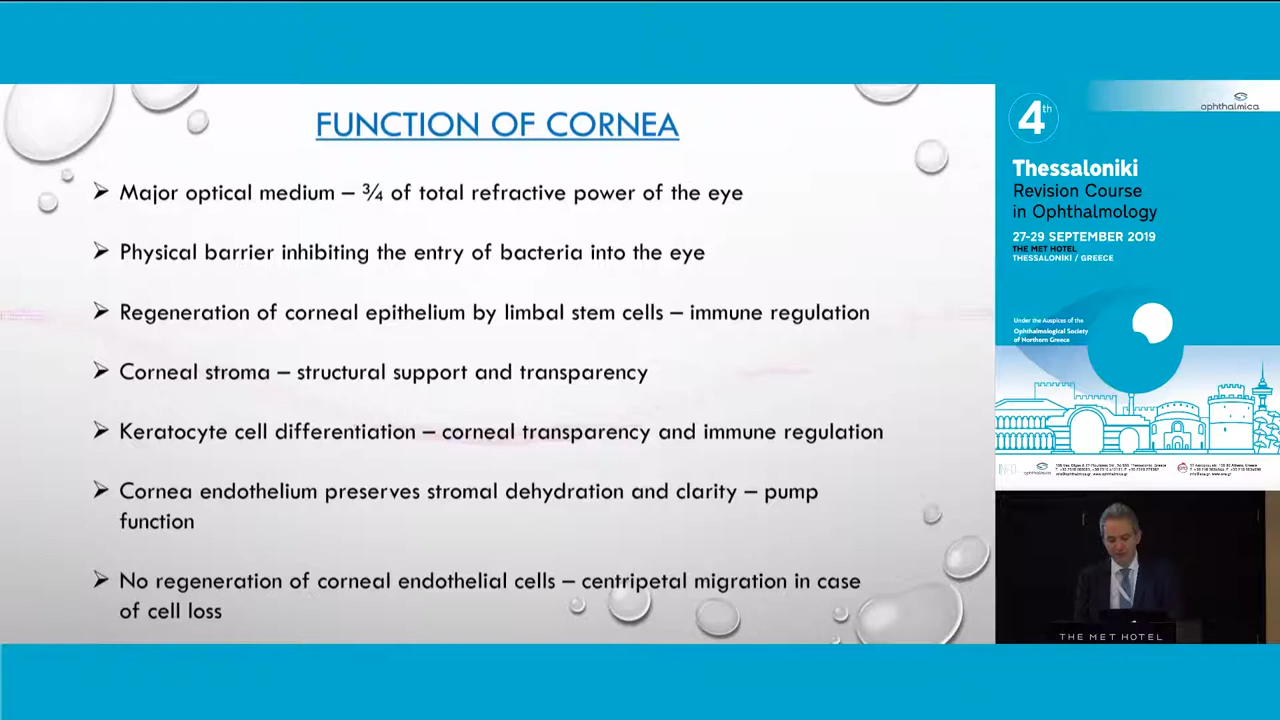 FUNCTION OF CORNEA
➢ Major optical medium – ¾ of total refractive power of the eye
➢ Physical barrier inhibiting the entry of bacteria into the eye
➢ Regeneration of corneal epithelium by limbal stem cells – immune regulation
➢ Corneal stroma – structural support and transparency
➢ Keratocyte cell differentiation – corneal transparency and immune regulation
➢ Cornea endothelium preserves stromal dehydration and clarity – pump
function
➢ No regeneration of corneal endothelial cells – centripetal migration in case
of cell loss
ophthalmica
4th
Thessaloniki
Revision Course
in Ophthalmology
27-29 SEPTEMBER 2019
THE MET HOTEL
THESSALONIKI / GREECE
Under the Auspices of the
Ophthalmological Society
of Northern Greece
THE MET HOTEL